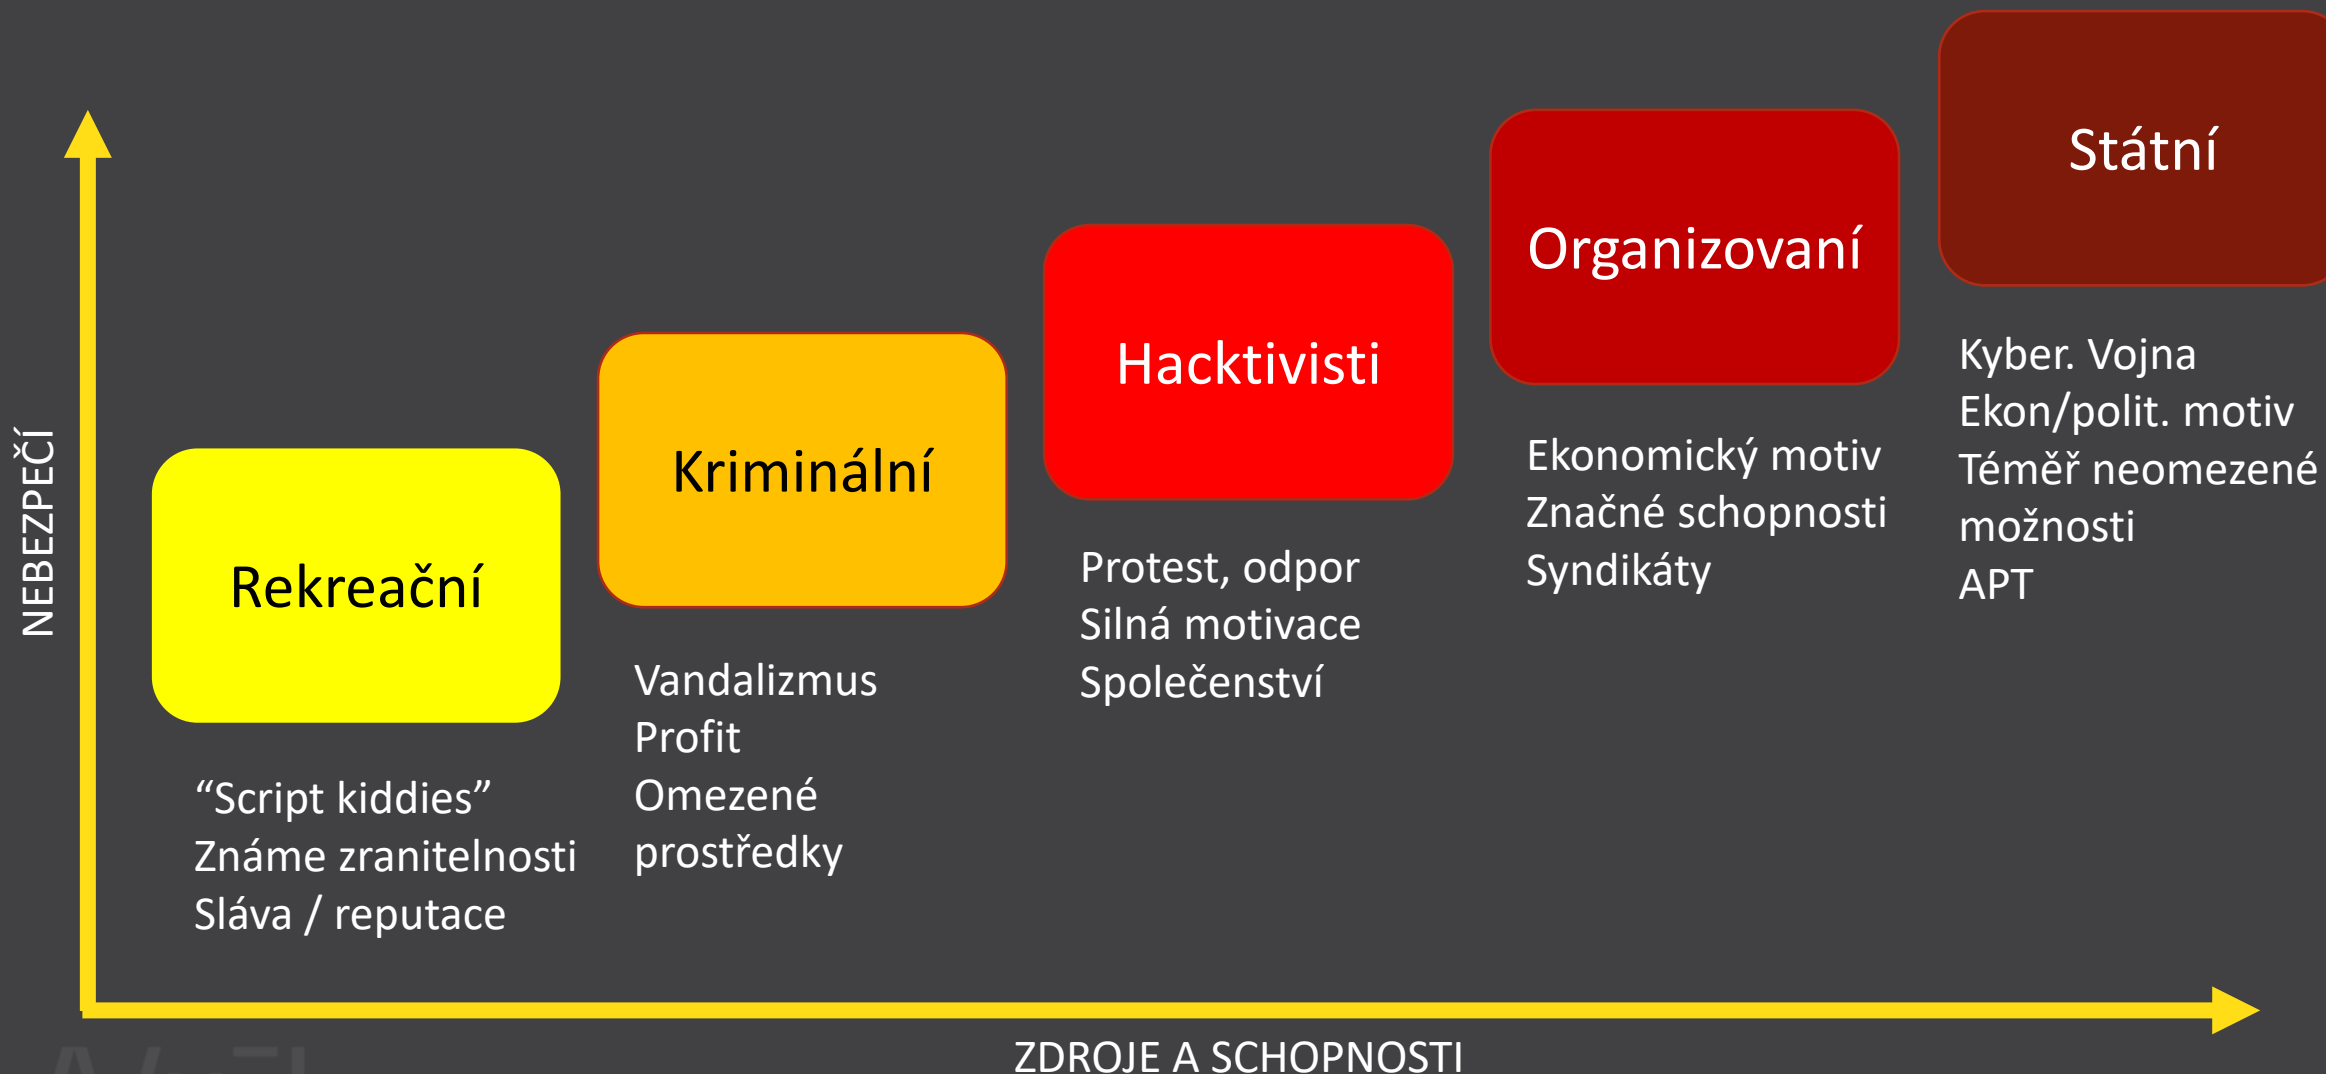 NEBEZPEČÍ
Rekreační
“Script kiddies”
Známe zranitelnosti
Sláva / reputace
Kriminální
Vandalizmus
Profit
Omezené
prostředky
Hacktivisti
Protest, odpor
Silná motivace
Společenství
Organizovaní
Ekonomický motiv
Značné schopnosti
Syndikáty
Státní
Kyber. Vojna
Ekon/polit. motiv
Téměř neomezené
možnosti
APT
ZDROJE A SCHOPNOSTI